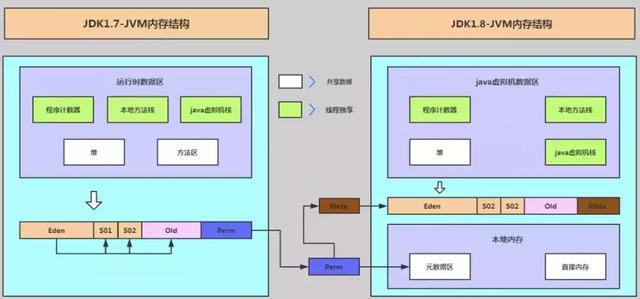 JDK1.7-JVM内存结构
JDK1.8-JVM内存结构
运行时数据区
程序计数器
本地方法栈
java虚拟机栈
堆
方法区
共享数据
线程独享
java虚拟机数据区
程序计数器
本地方法栈
堆
java虚拟机栈
Eden
S01
S02
Old
Perm
Meta
Perm
Eden
S02
S02
Old
Meta
本地内存
元数据区
直接内存